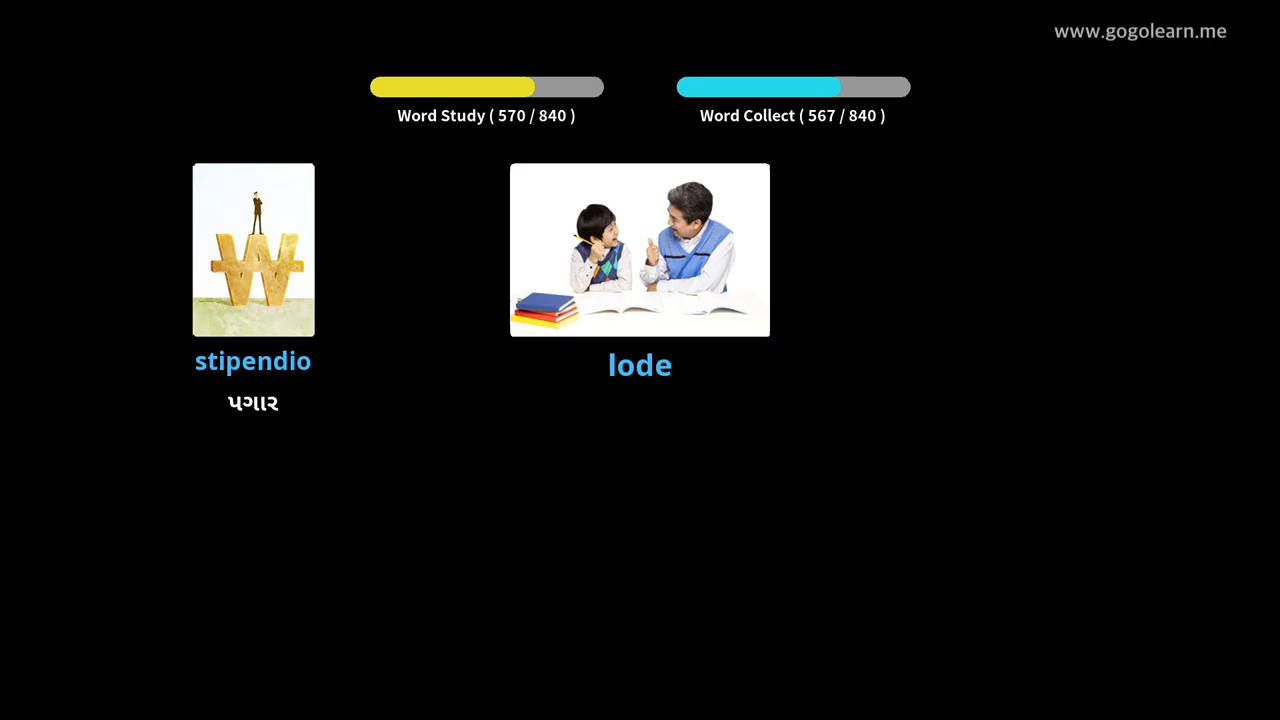 www.gogolearn.me
Word Study ( 570 / 840 )
Word Collect ( 567 / 840 )
stipendio
lode
પગાર